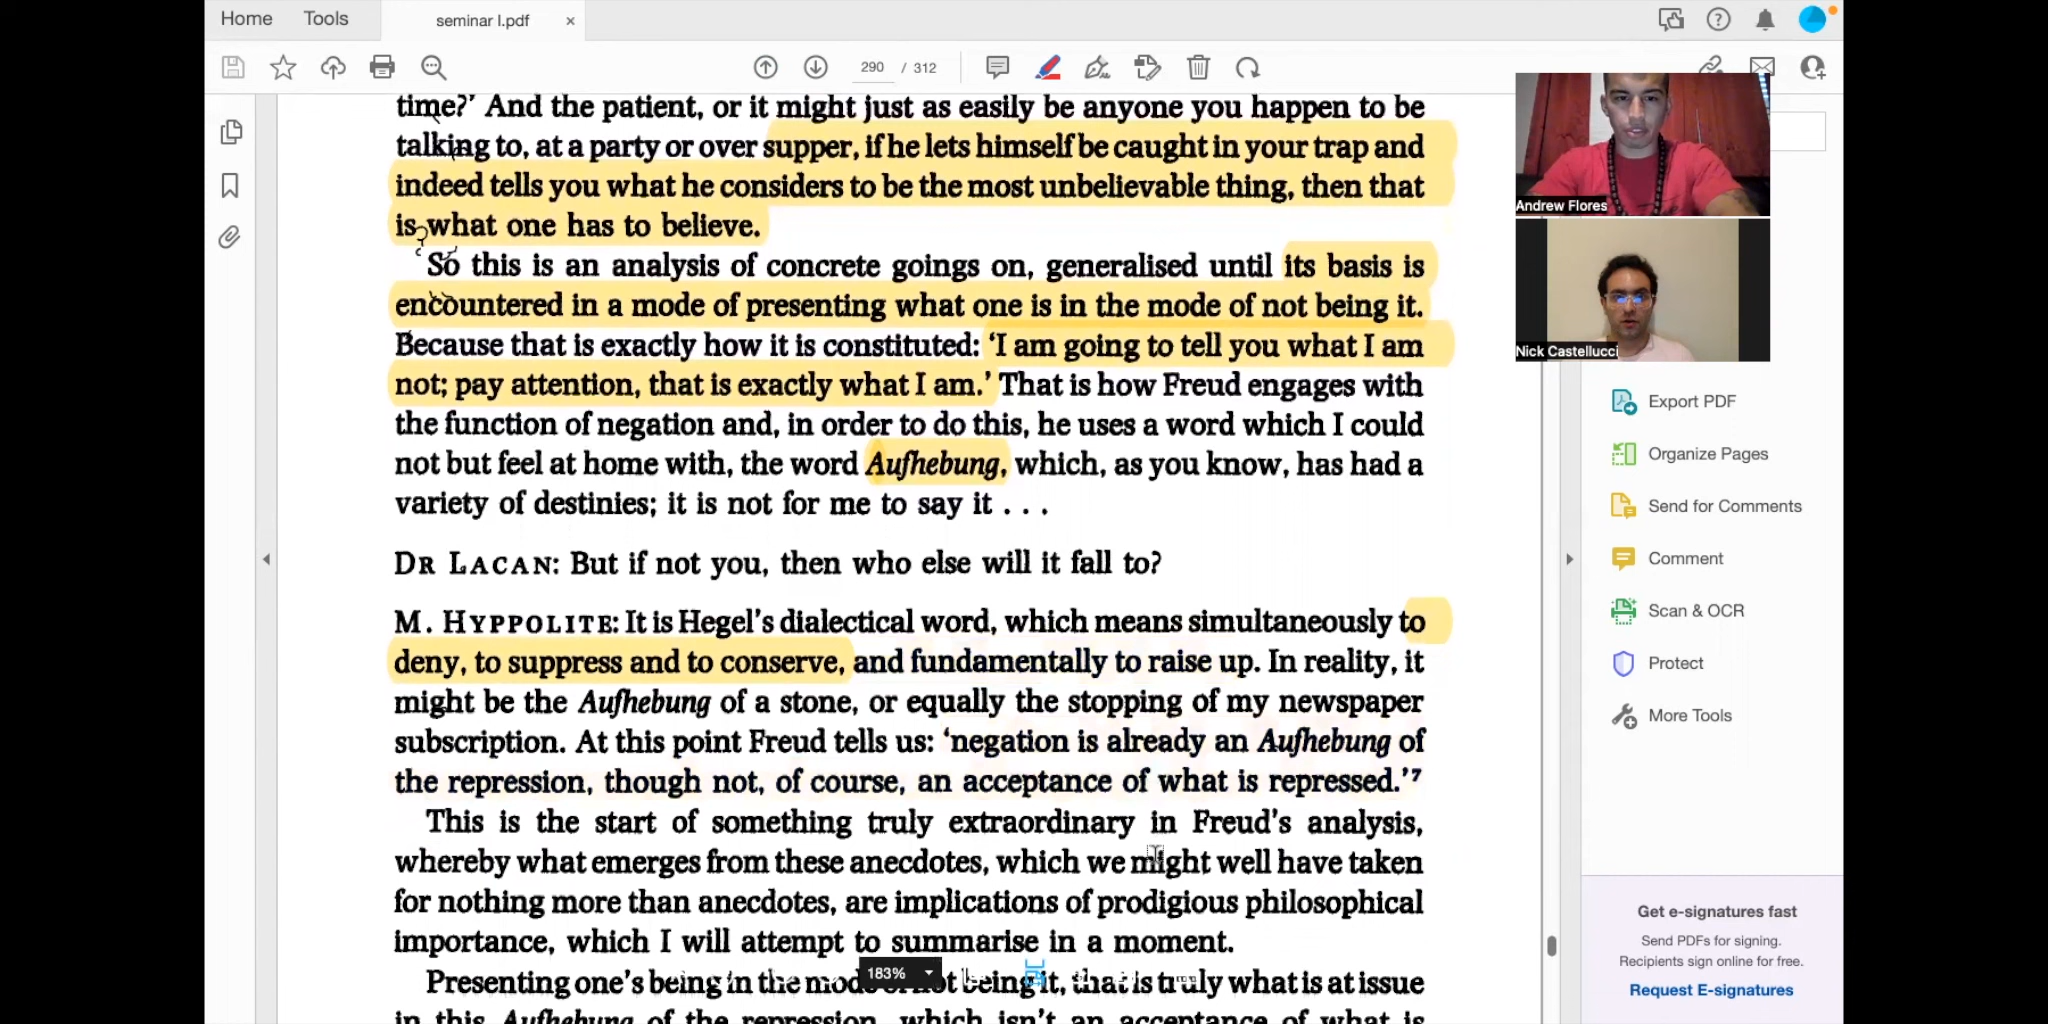 Home Tools seminar I.pdf ×
290 / 312
time?' And the patient, or it might just as easily be anyone you happen to be
talking to, at a party or over supper, if he lets himself be caught in your trap and
indeed tells you what he considers to be the most unbelievable thing, then that
is what one has to believe.
So this is an analysis of concrete goings on, generalised until its basis is
encountered in a mode of presenting what one is in the mode of not being it.
Because that is exactly how it is constituted: 'I am going to tell you what I am
not; pay attention, that is exactly what I am.' That is how Freud engages with
the function of negation and, in order to do this, he uses a word which I could
not but feel at home with, the word Aufhebung, which, as you know, has had a
variety of destinies; it is not for me to say it . . .
DR LACAN: But if not you, then who else will it fall to?
M. HYPPOLITE: It is Hegel's dialectical word, which means simultaneously to
deny, to suppress and to conserve, and fundamentally to raise up. In reality, it
might be the Aufhebung of a stone, or equally the stopping of my newspaper
subscription. At this point Freud tells us: 'negation is already an Aufhebung of
the repression, though not, of course, an acceptance of what is repressed.'7
This is the start of something truly extraordinary in Freud's analysis,
whereby what emerges from these anecdotes, which we might well have taken
for nothing more than anecdotes, are implications of prodigious philosophical
importance, which I will attempt to summarise in a moment.
Presenting one's being in the mode of not being it, that is truly what is at issue
in this Aufhebung of the repression, which isn't an acceptance of what is
183%
Andrew Flores
Nick Castellucci
Export PDF
Organize Pages
Send for Comments
Comment
Scan & OCR
Protect
More Tools
Get e-signatures fast
Send PDFs for signing.
Recipients sign online for free.
Request E-signatures